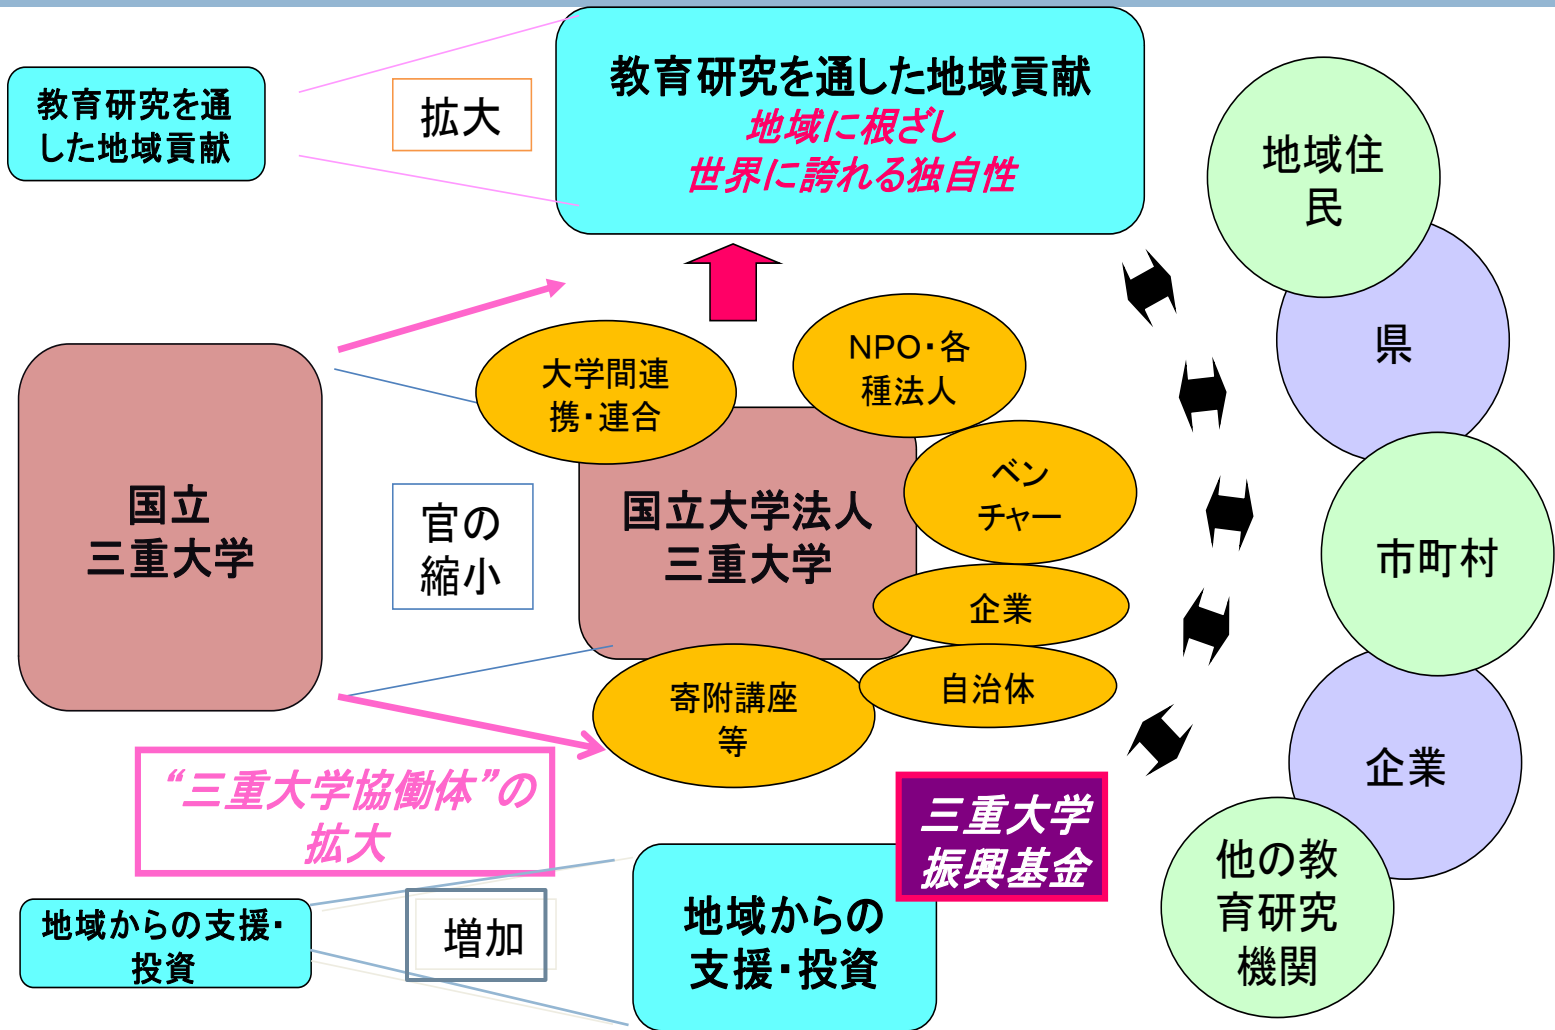 教育研究を通
した地域貢献
拡大
教育研究を通した地域貢献
地域に根ざし
世界に誇れる独自性
地域住
民
県
市町村
企業
他の教
育研究
機関
国立
三重大学
官の
縮小
大学間連
携・連合
NPO・各
種法人
ベン
チャー
企業
自治体
寄附講座
等
国立大学法人
三重大学
“三重大学協働体”の
拡大
三重大学
振興基金
地域からの支援・
投資
増加
地域からの
支援・投資